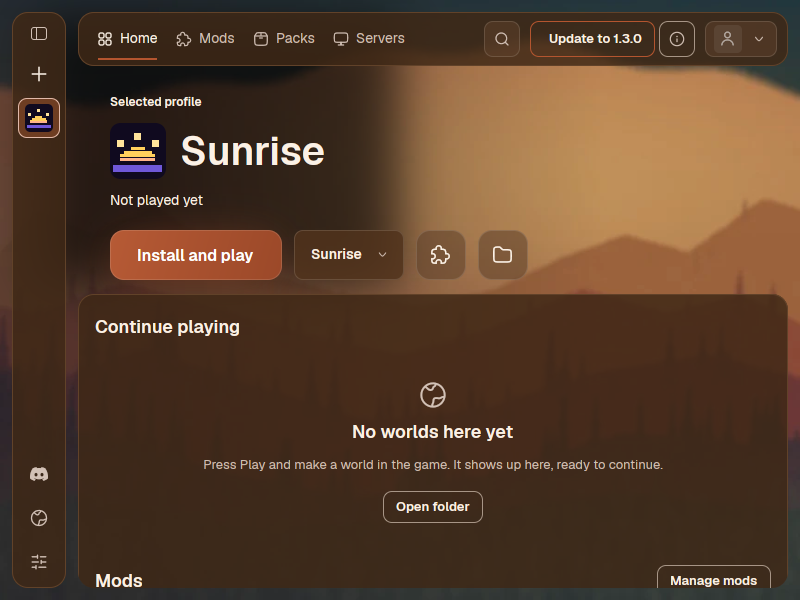 Home
Mods
Packs
Servers
Update to 1.3.0
Selected profile
Sunrise
Not played yet
Install and play
Sunrise
Continue playing
No worlds here yet
Press Play and make a world in the game. It shows up here, ready to continue.
Open folder
Mods
Manage mods